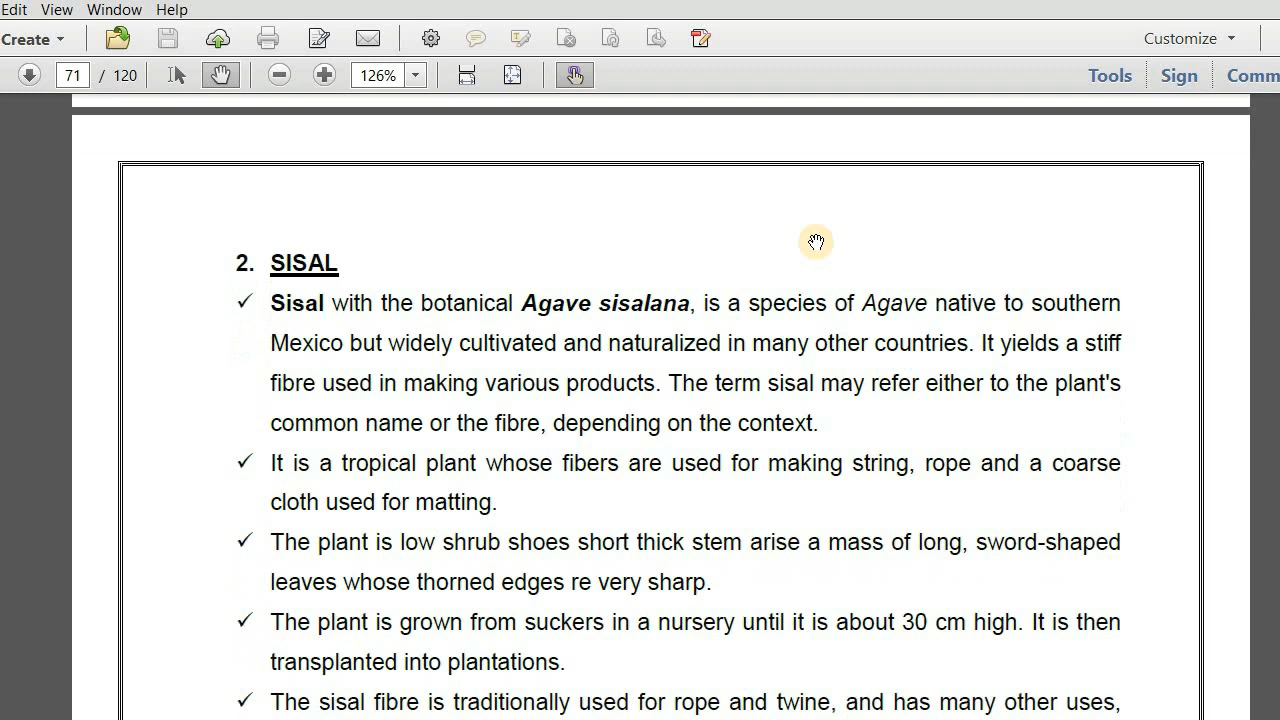 Edit View Window Help
Create Customize
71 / 120 126% Tools Sign Comm
2. SISAL
✓ Sisal with the botanical Agave sisalana, is a species of Agave native to southern
Mexico but widely cultivated and naturalized in many other countries. It yields a stiff
fibre used in making various products. The term sisal may refer either to the plant's
common name or the fibre, depending on the context.
✓ It is a tropical plant whose fibers are used for making string, rope and a coarse
cloth used for matting.
✓ The plant is low shrub shoes short thick stem arise a mass of long, sword-shaped
leaves whose thorned edges re very sharp.
✓ The plant is grown from suckers in a nursery until it is about 30 cm high. It is then
transplanted into plantations.
✓ The sisal fibre is traditionally used for rope and twine, and has many other uses,